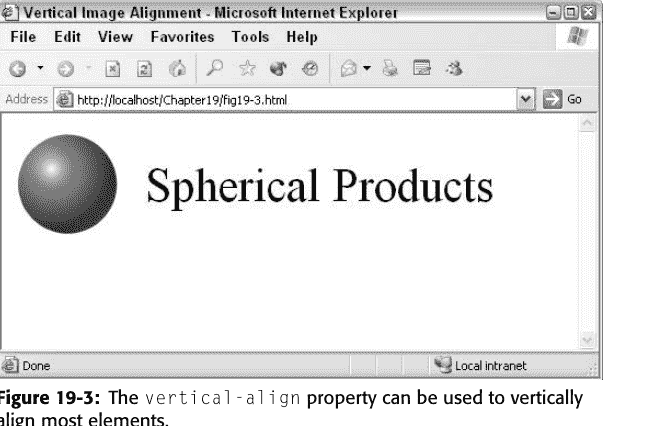 Vertical Image Alignment - Microsoft Internet Explorer
File Edit View Favorites Tools Help
Address http://localhost/Chapter19/fig19-3.html Go
Spherical Products
Done Local intranet
Figure 19-3: The vertical-align property can be used to vertically
align most elements.